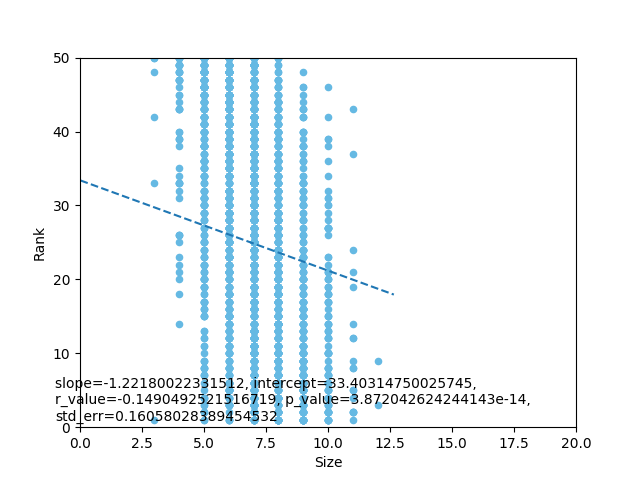 50
40
30
20
10
0
Rank
slope=-1.22180022331512, intercept=33.40314750025745,
r_value=-0.1490492521516719, p_value=3.872042624244143e-14,
std_err=0.16058028389454532
0.0 2.5 5.0 7.5 10.0 12.5 15.0 17.5 20.0
Size